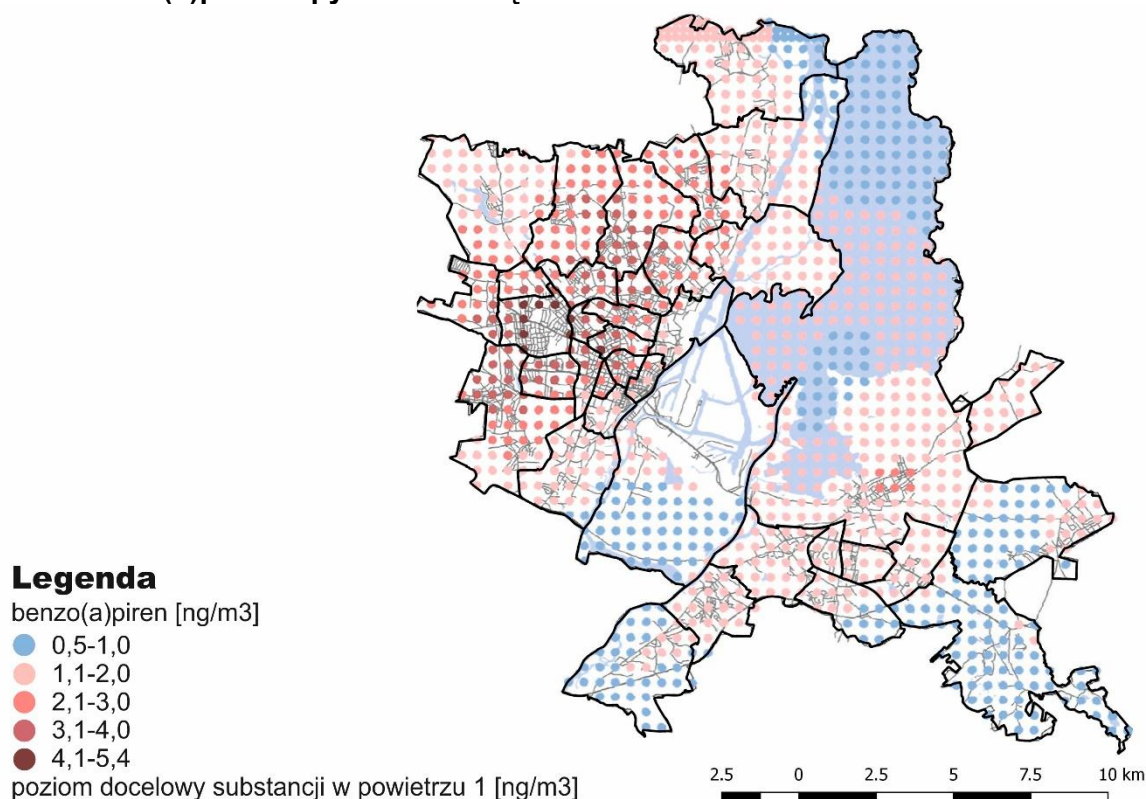 Legenda
benzo(a)piren [ng/m3]
0,5-1,0
1,1-2,0
2,1-3,0
3,1-4,0
4,1-5,4
poziom docelowy substancji w powietrzu 1 [ng/m3]
2.5 0 2.5 5 7.5 10 km